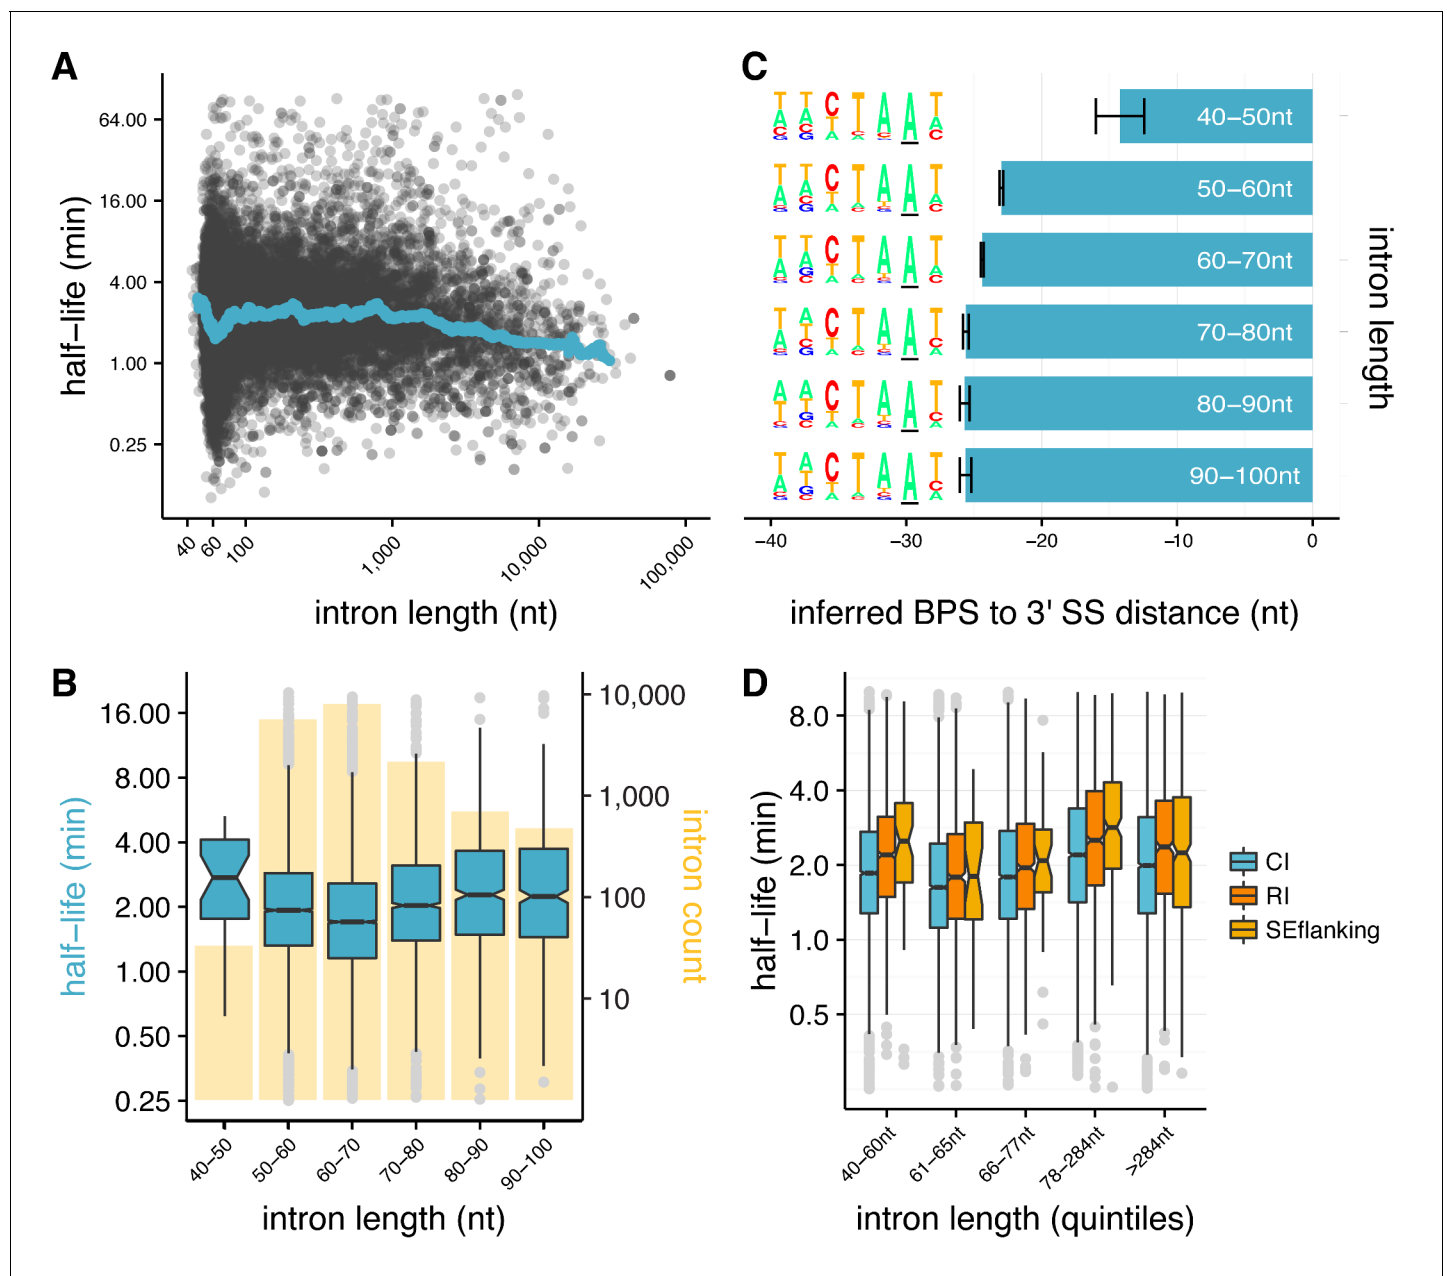 A
64.00
16.00
4.00
1.00
0.25
half−life (min)
40
60
100
1,000
10,000
100,000
intron length (nt)
C
40−50nt
50−60nt
60−70nt
70−80nt
80−90nt
90−100nt
intron length
−40
−30
−20
−10
0
inferred BPS to 3' SS distance (nt)
B
16.00
8.00
4.00
2.00
1.00
0.50
0.25
half−life (min)
10,000
1,000
100
10
intron count
40−50
50−60
60−70
70−80
80−90
90−100
intron length (nt)
D
8.0
4.0
2.0
1.0
0.5
half−life (min)
40−60nt
61−65nt
66−77nt
78−284nt
>284nt
intron length (quintiles)
CI
RI
SEflanking